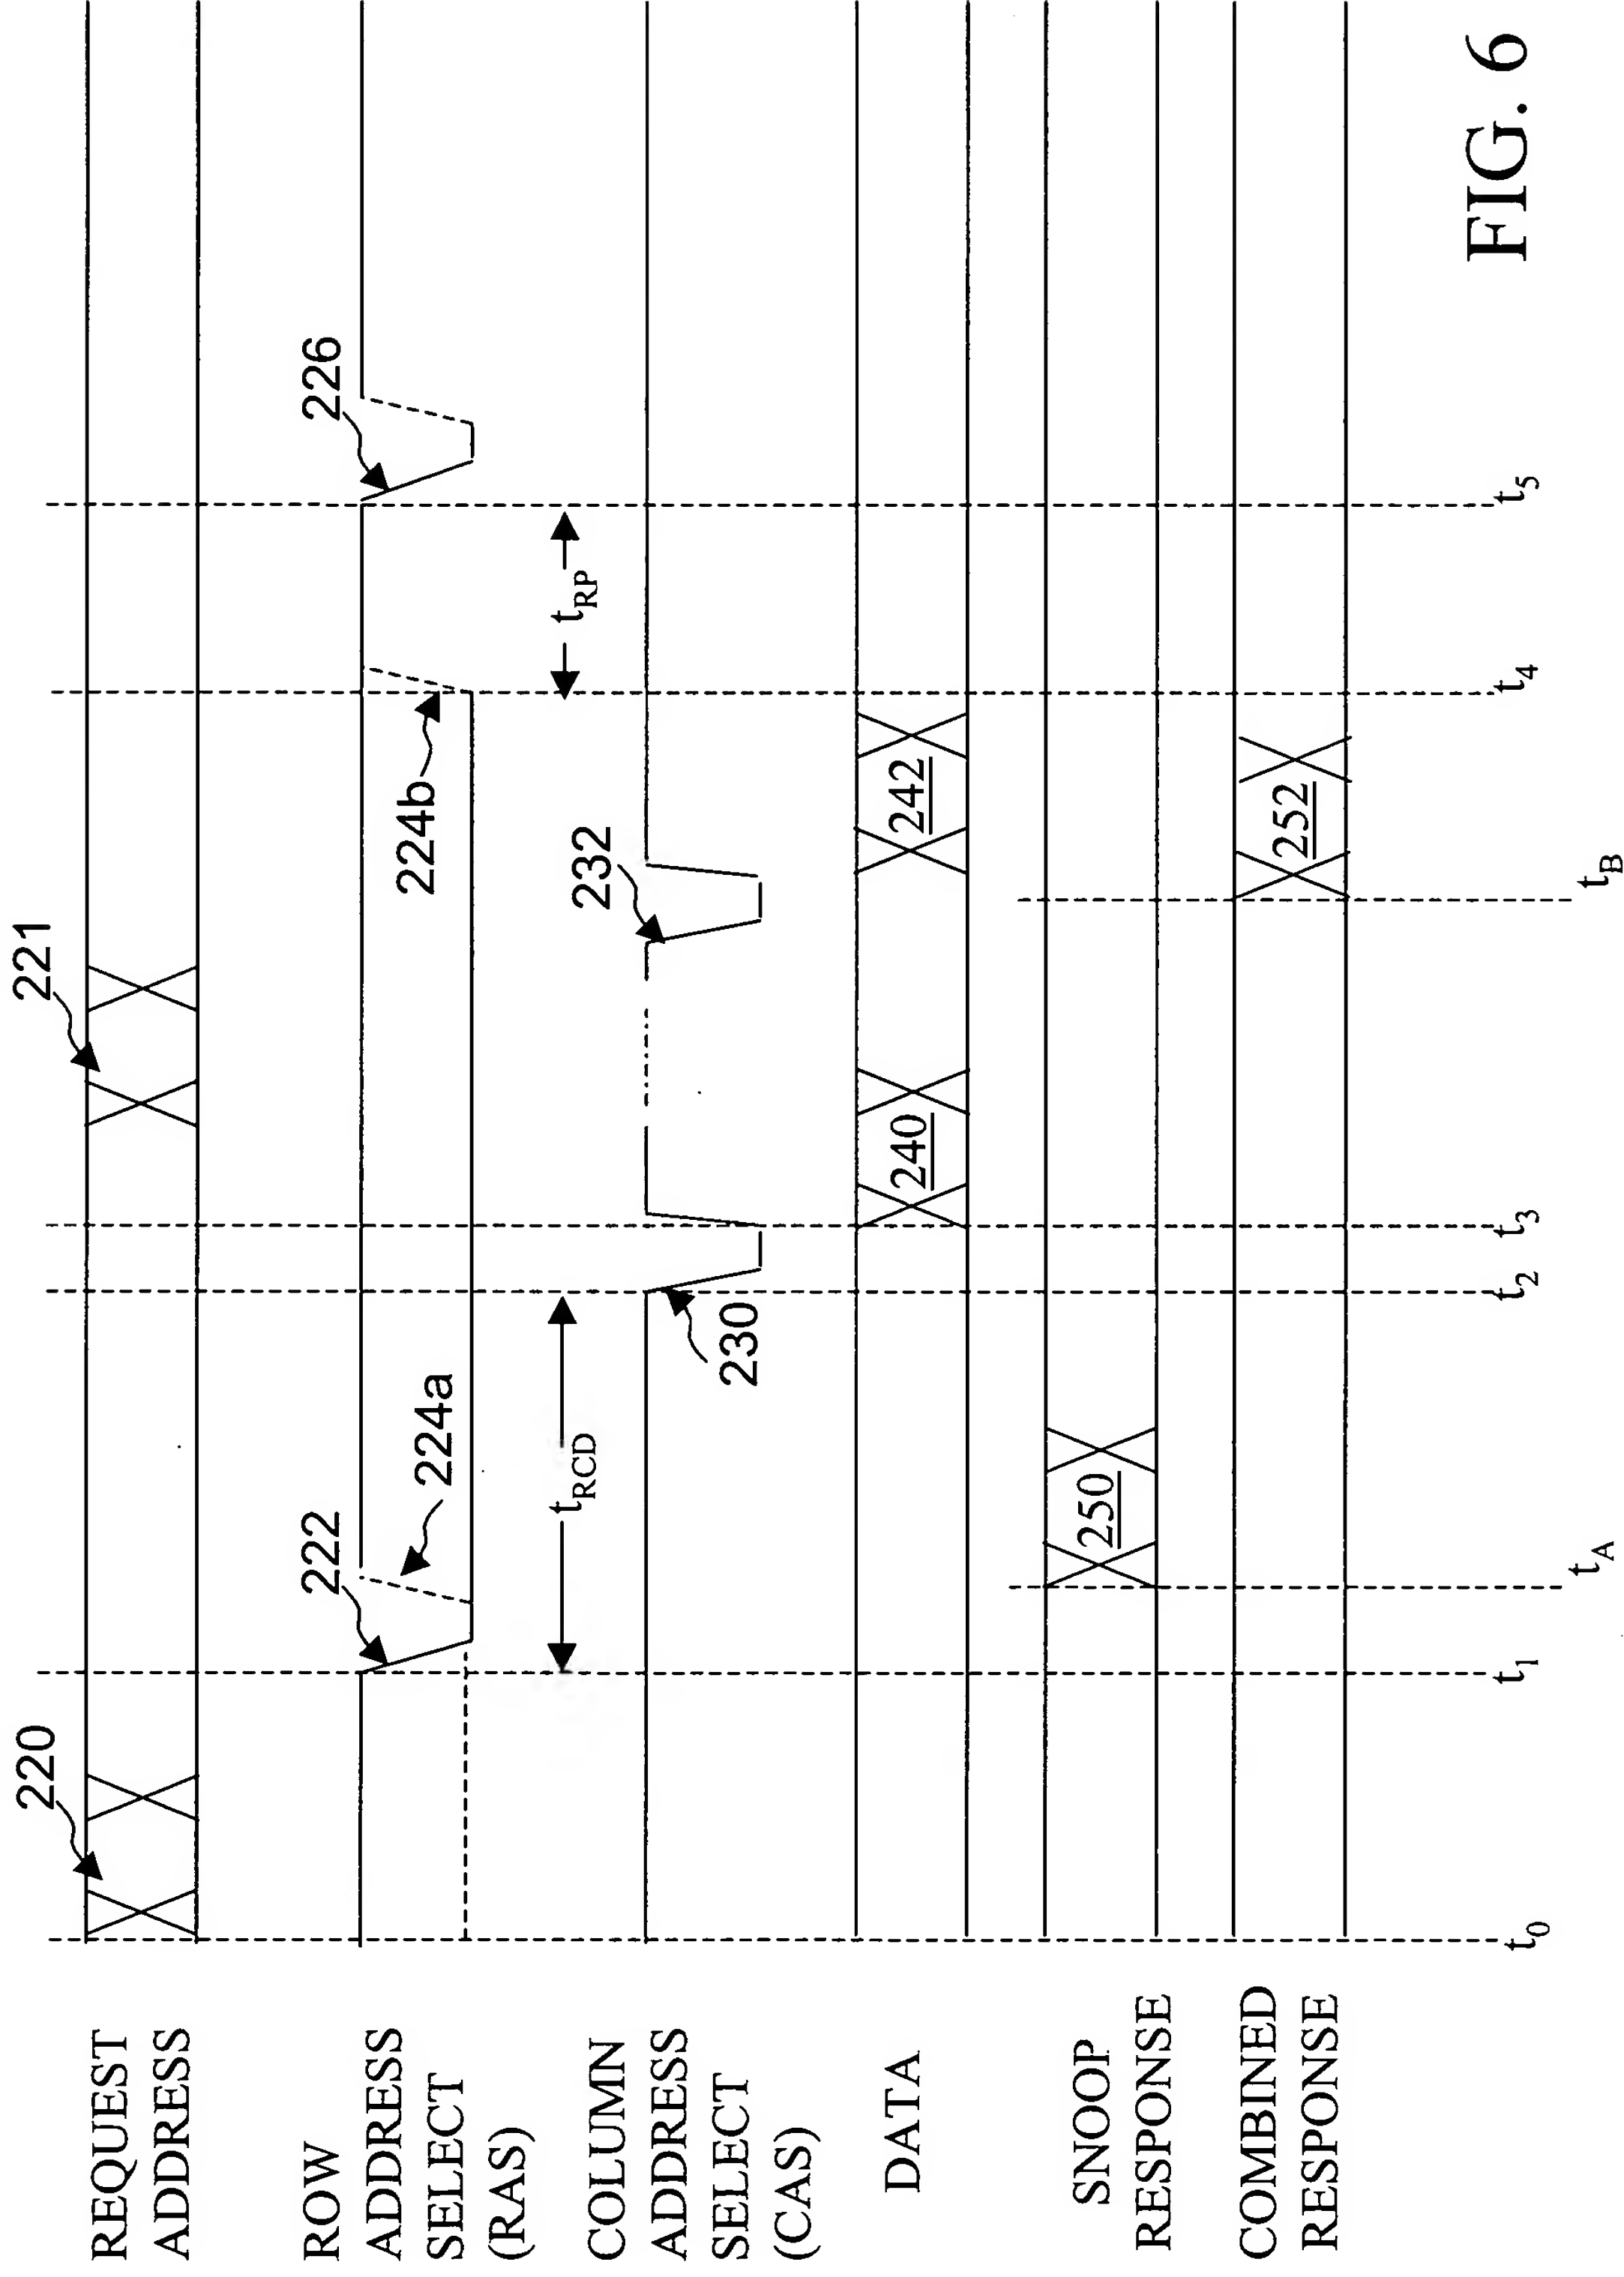 REQUEST
ADDRESS
220
221
ROW
ADDRESS
SELECT
(RAS)
222
224a
224b
226
tRCD
tRP
COLUMN
ADDRESS
SELECT
(CAS)
230
232
DATA
240
242
SNOOP
RESPONSE
250
COMBINED
RESPONSE
252
t0
t1
t2
t3
t4
t5
tA
tB
FIG. 6